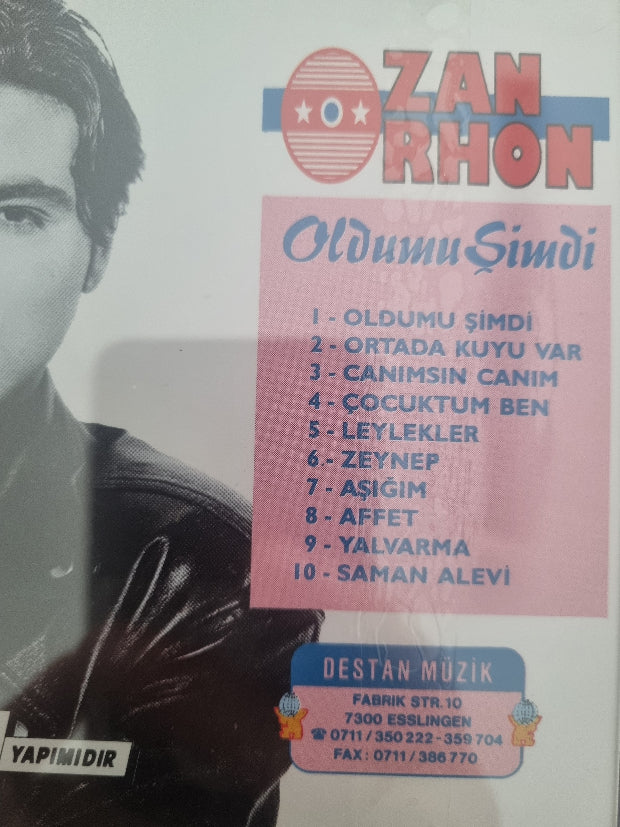 OZAN
ORHON
Oldumu Şimdi
1 - OLDUMU ŞİMDİ
2 - ORTADA KUYU VAR
3 - CANIMSIN CANIM
4 - ÇOCUKTUM BEN
5 - LEYLEKLER
6 - ZEYNEP
7 - AŞIĞIM
8 - AFFET
9 - YALVARMA
10 - SAMAN ALEVİ
DESTAN MÜZİK
FABRIK STR. 10
7300 ESSLINGEN
☎ 0711 / 350 222 - 359 704
FAX : 0711 / 386 770
YAPIMIDIR